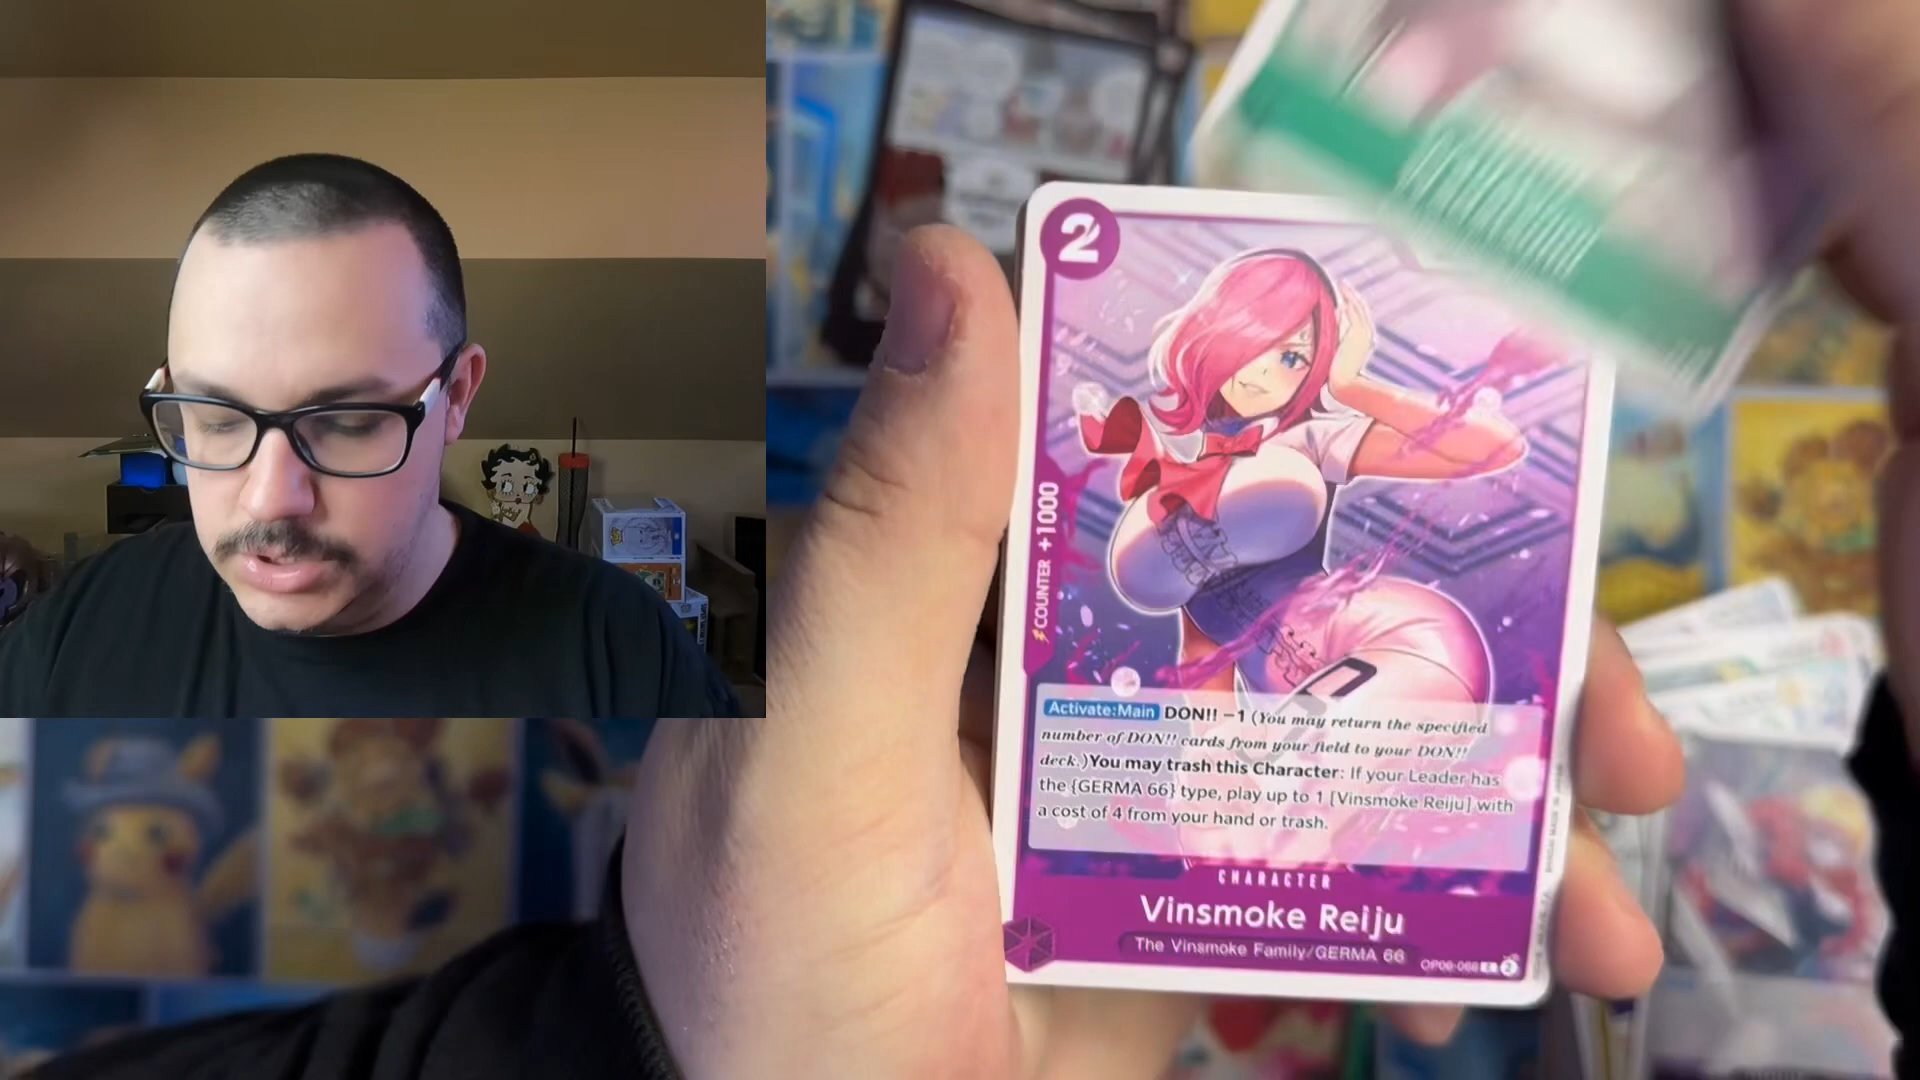 2
COUNTER +1000
Activate:Main DON!! −1 (You may return the specified
number of DON!! cards from your field to your DON!!
deck.)You may trash this Character: If your Leader has
the {GERMA 66} type, play up to 1 [Vinsmoke Reiju] with
a cost of 4 from your hand or trash.
CHARACTER
Vinsmoke Reiju
The Vinsmoke Family/GERMA 66
OP06-068 C 2